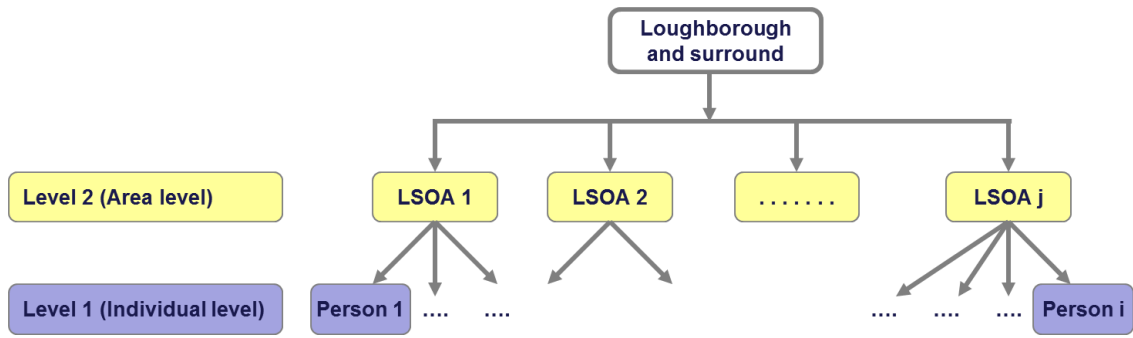 Loughborough
and surround
Level 2 (Area level)
LSOA 1
LSOA 2
. . . . . . .
LSOA j
Level 1 (Individual level)
Person 1
....
....
....
....
....
Person i